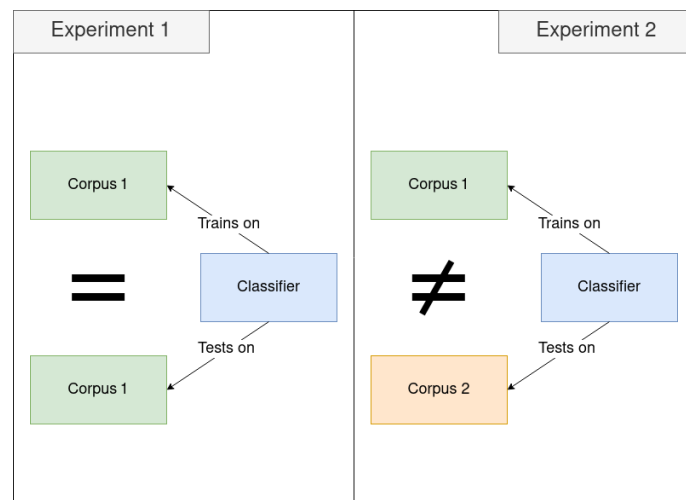 Experiment 1
Corpus 1
Trains on
=
Classifier
Tests on
Corpus 1
Experiment 2
Corpus 1
Trains on
≠
Classifier
Tests on
Corpus 2